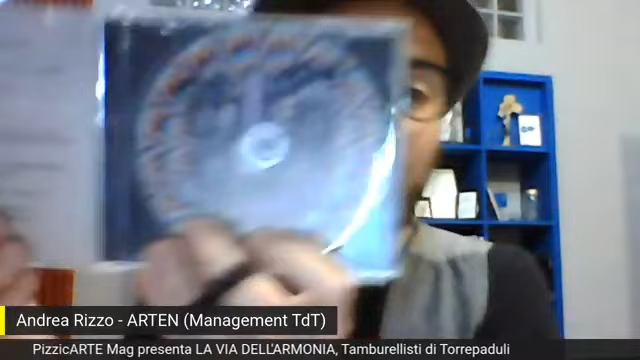 Andrea Rizzo - ARTEN (Management TdT)
PizzicARTE Mag presenta LA VIA DELL'ARMONIA, Tamburellisti di Torrepaduli